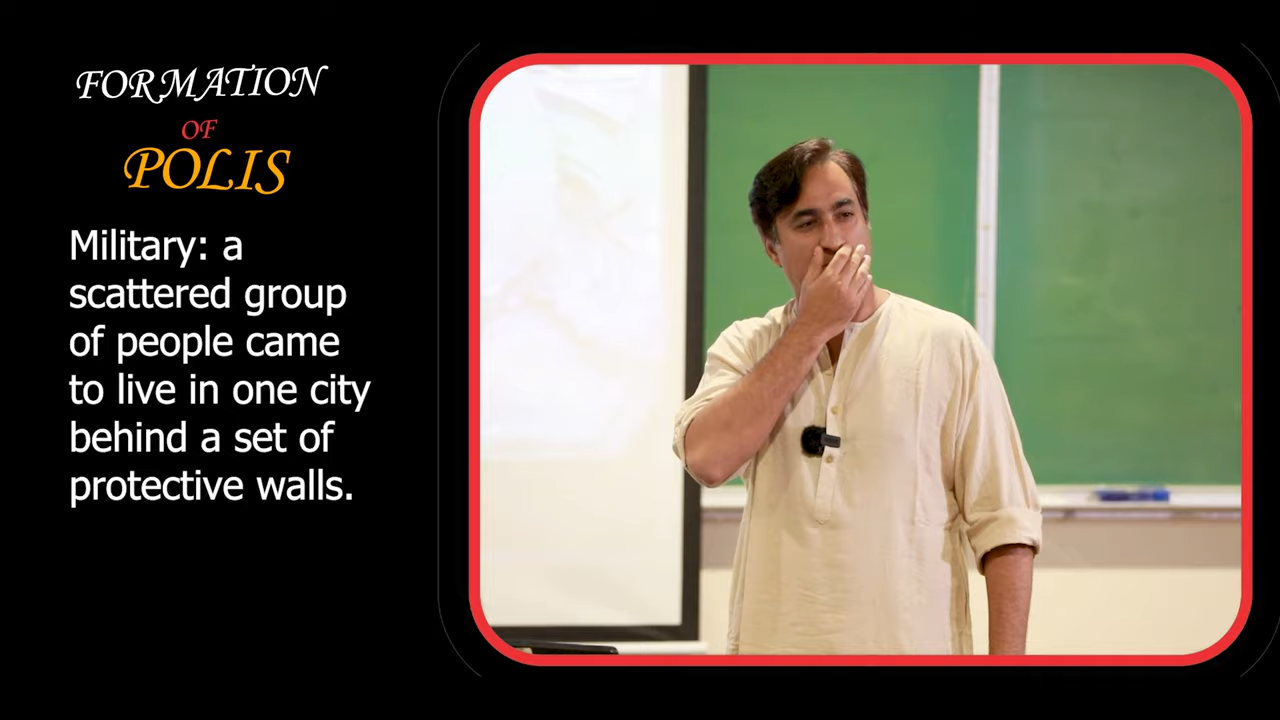 FORMATION
OF
POLIS
Military: a
scattered group
of people came
to live in one city
behind a set of
protective walls.